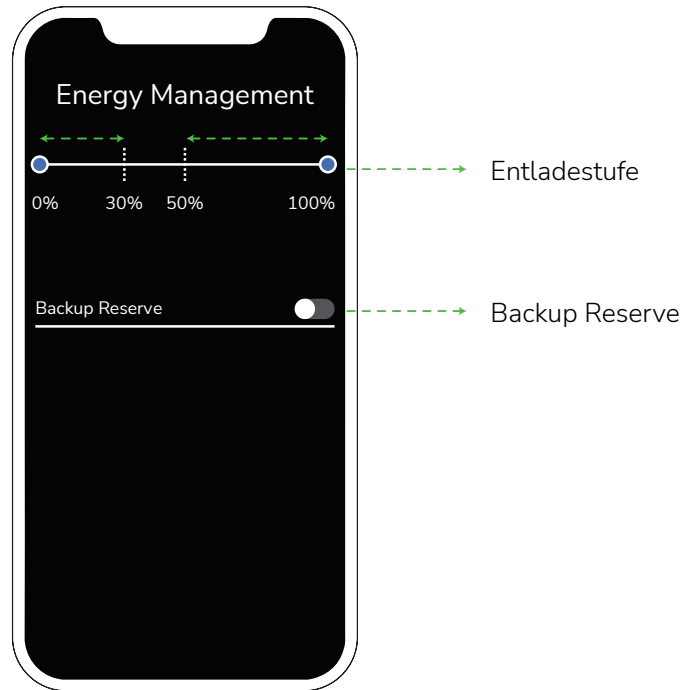 Energy Management
0% 30% 50% 100%
Entladestufe
Backup Reserve
Backup Reserve